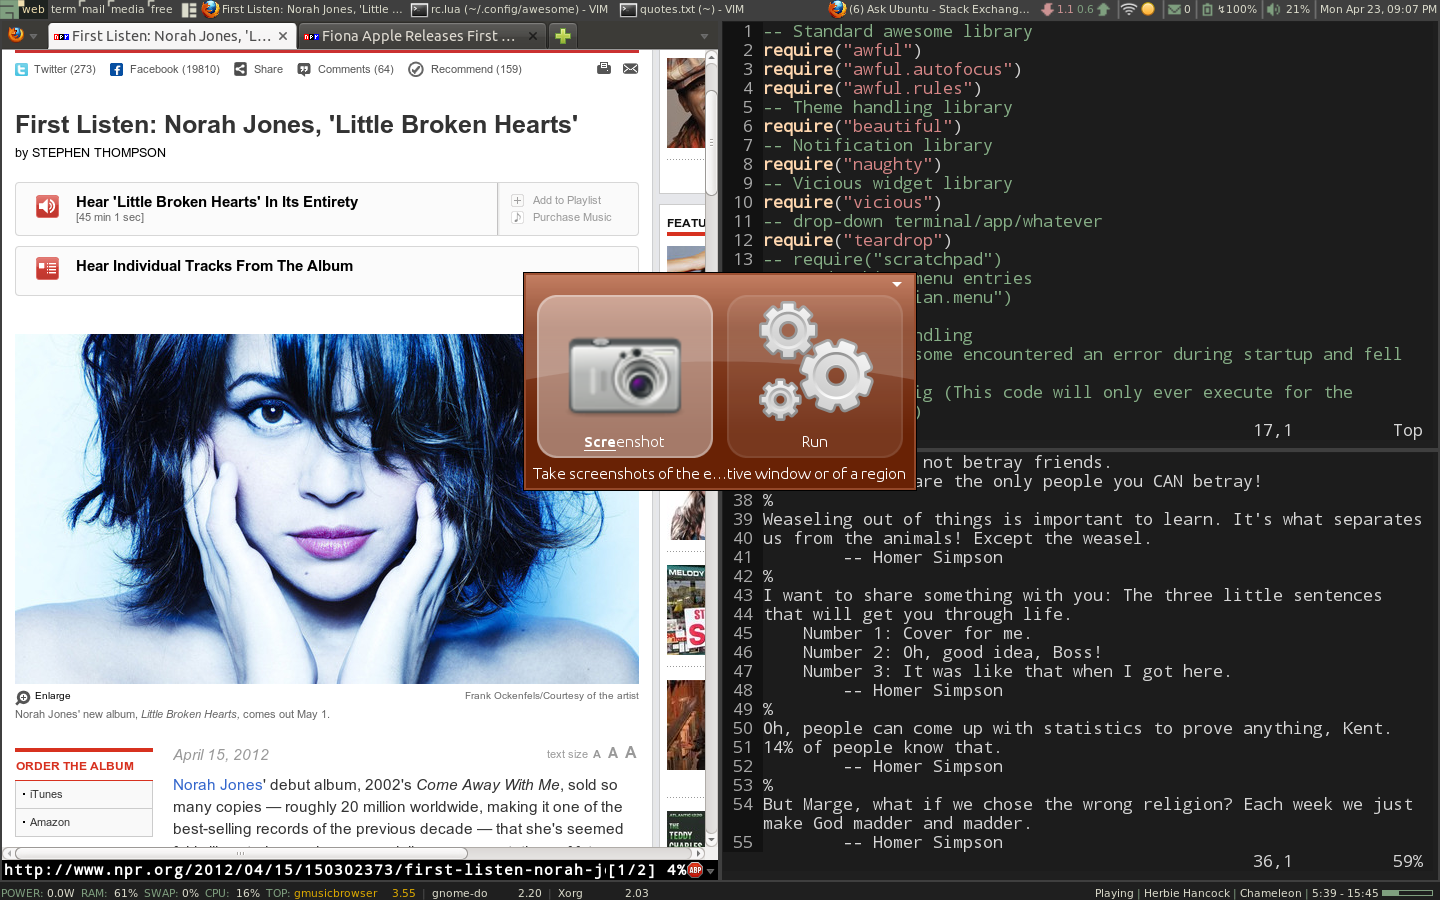 web term mail media free First Listen: Norah Jones, 'Little ... rc.lua (~/.config/awesome) - VIM quotes.txt (~) - VIM (6) Ask Ubuntu - Stack Exchang... 1.1 0.6 0 100% 21% Mon Apr 23, 09:07 PM
First Listen: Norah Jones, 'L... Fiona Apple Releases First ...
Twitter (273) Facebook (19810) Share Comments (64) Recommend (159)
First Listen: Norah Jones, 'Little Broken Hearts'
by STEPHEN THOMPSON
Hear 'Little Broken Hearts' In Its Entirety
[45 min 1 sec]
Add to Playlist
Purchase Music
Hear Individual Tracks From The Album
FEATU
MELODY
ST
S
THE
TEDDY
CHARLES
Enlarge
Frank Ockenfels/Courtesy of the artist
Norah Jones' new album, Little Broken Hearts, comes out May 1.
ORDER THE ALBUM
iTunes
Amazon
April 15, 2012
text size A A A
Norah Jones' debut album, 2002's Come Away With Me, sold so
many copies — roughly 20 million worldwide, making it one of the
best-selling records of the previous decade — that she's seemed
http://www.npr.org/2012/04/15/150302373/first-listen-norah-j[1/2] 4% ABP
1 -- Standard awesome library
2 require("awful")
3 require("awful.autofocus")
4 require("awful.rules")
5 -- Theme handling library
6 require("beautiful")
7 -- Notification library
8 require("naughty")
9 -- Vicious widget library
10 require("vicious")
11 -- drop-down terminal/app/whatever
12 require("teardrop")
13 -- require("scratchpad")
menu entries
ian.menu")
ndling
some encountered an error during startup and fell
ig (This code will only ever execute for the
)
17,1 Top
Screenshot
Run
Take screenshots of the e...tive window or of a region
not betray friends.
are the only people you CAN betray!
38 %
39 Weaseling out of things is important to learn. It's what separates
40 us from the animals! Except the weasel.
41 -- Homer Simpson
42 %
43 I want to share something with you: The three little sentences
44 that will get you through life.
45 Number 1: Cover for me.
46 Number 2: Oh, good idea, Boss!
47 Number 3: It was like that when I got here.
48 -- Homer Simpson
49 %
50 Oh, people can come up with statistics to prove anything, Kent.
51 14% of people know that.
52 -- Homer Simpson
53 %
54 But Marge, what if we chose the wrong religion? Each week we just
make God madder and madder.
55 -- Homer Simpson
36,1 59%
POWER: 0.0W RAM: 61% SWAP: 0% CPU: 16% TOP: gmusicbrowser 3.55 | gnome-do 2.20 | Xorg 2.03 Playing | Herbie Hancock | Chameleon | 5:39 - 15:45